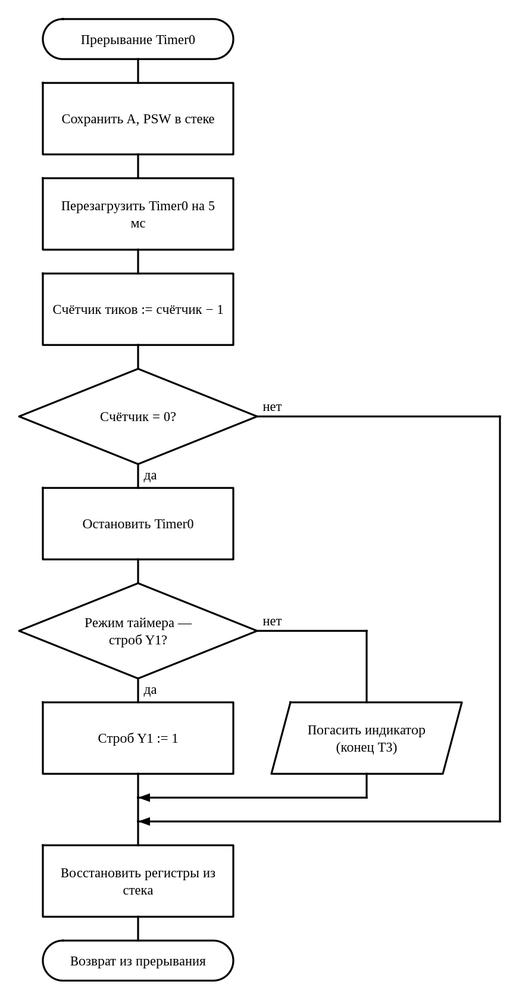 Прерывание Timer0
Сохранить A, PSW в стеке
Перезагрузить Timer0 на 5
мс
Счётчик тиков := счётчик − 1
Счётчик = 0?
нет
да
Остановить Timer0
Режим таймера —
строб Y1?
нет
да
Строб Y1 := 1
Погасить индикатор
(конец T3)
Восстановить регистры из
стека
Возврат из прерывания